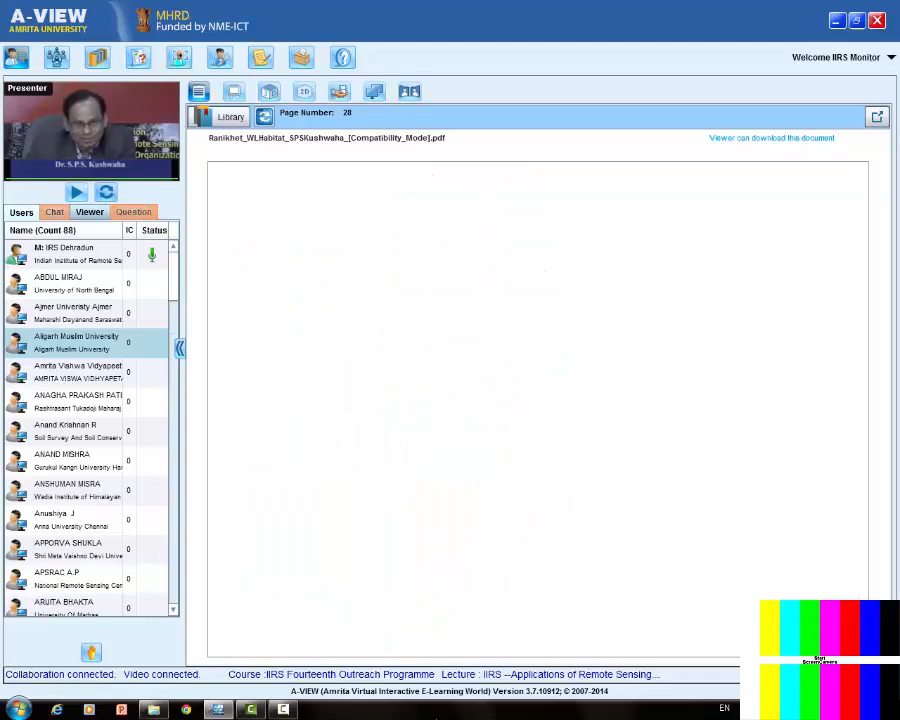 A-VIEW
AMRITA UNIVERSITY
MHRD
Funded by NME-ICT
Welcome IIRS Monitor
Presenter
Dr. S.P.S. Kushwaha
Library
Page Number: 28
Ranikhet_WLHabitat_SPSKushwaha_[Compatibility_Mode].pdf
Viewer can download this document
Users Chat Viewer Question
Name (Count 88) IC Status
M: IRS Dehradun
Indian Institute of Remote Se
0
ABDUL MIRAJ
University of North Bengal
0
Ajmer Univeristy Ajmer
Maharshi Dayanand Saraswat
0
Aligarh Muslim University
Aligarh Muslim University
0
Amrita Vishwa Vidyapeet
AMRITA VISWA VIDHYAPET
0
ANAGHA PRAKASH PATI
Rashtrasant Tukadoji Maharaj
0
Anand Krishnan R
Soil Survey And Soil Conserv
0
ANAND MISHRA
Gurukul Kangri University Ha
0
ANSHUMAN MISRA
Wadia Institute of Himalayan
0
Anushiya J
Anna University Chennai
0
APPORVA SHUKLA
Shri Mata Vaishno Devi Unive
0
APSRAC A.P
National Remote Sensing Cen
0
ARIJITA BHAKTA
University Of Madras
0
Collaboration connected. Video connected. Course :IIRS Fourteenth Outreach Programme Lecture : IIRS --Applications of Remote Sensing...
A-VIEW (Amrita Virtual Interactive E-Learning World) Version 3.7.10912; © 2007-2014
Start
ScreenCamera
EN